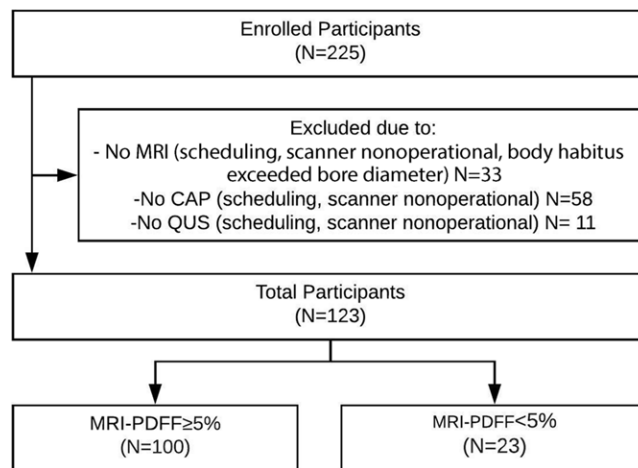 Enrolled Participants
(N=225)
Excluded due to:
- No MRI (scheduling, scanner nonoperational, body habitus
exceeded bore diameter) N=33
-No CAP (scheduling, scanner nonoperational) N=58
-No QUS (scheduling, scanner nonoperational) N= 11
Total Participants
(N=123)
MRI-PDFF≥5%
(N=100)
MRI-PDFF<5%
(N=23)